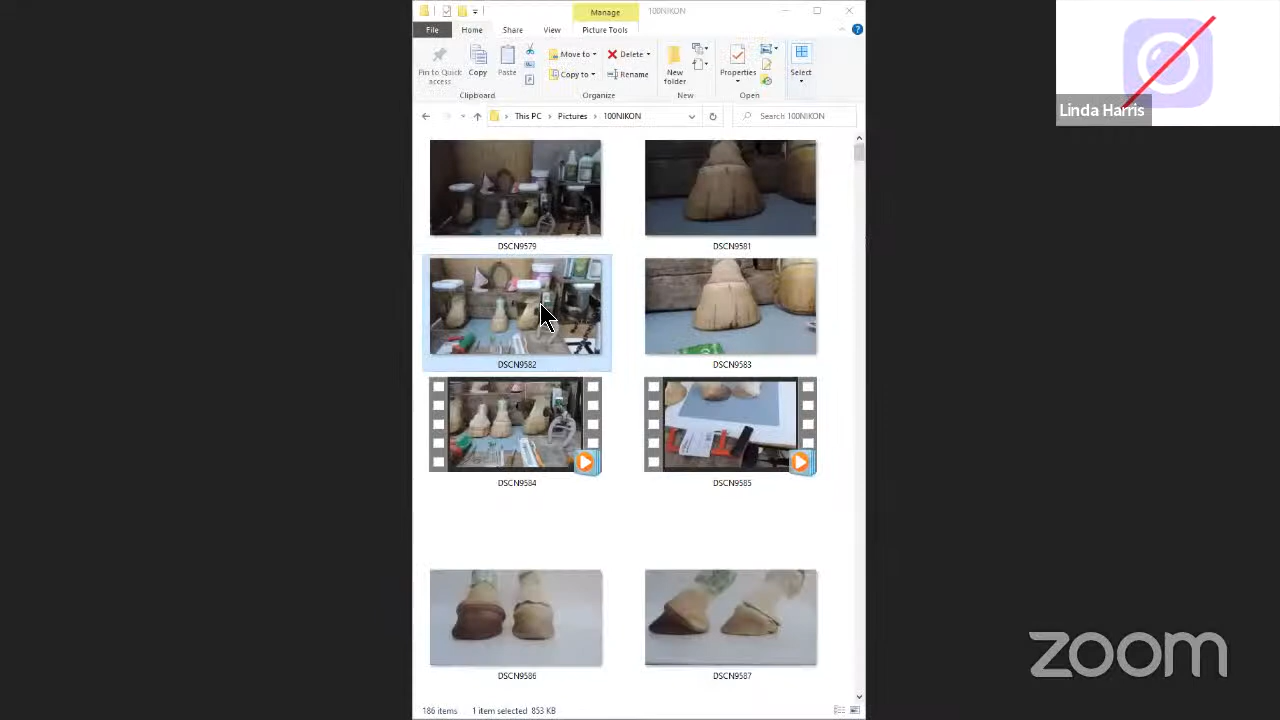 Manage
100NIKON
File
Home
Share
View
Picture Tools
Pin to Quick access
Copy
Paste
Move to
Copy to
Delete
Rename
New folder
Properties
Select
Clipboard
Organize
New
Open
This PC > Pictures > 100NIKON
Search 100NIKON
DSCN9579
DSCN9581
DSCN9582
DSCN9583
DSCN9584
DSCN9585
DSCN9586
DSCN9587
186 items
1 item selected 853 KB
Linda Harris
zoom